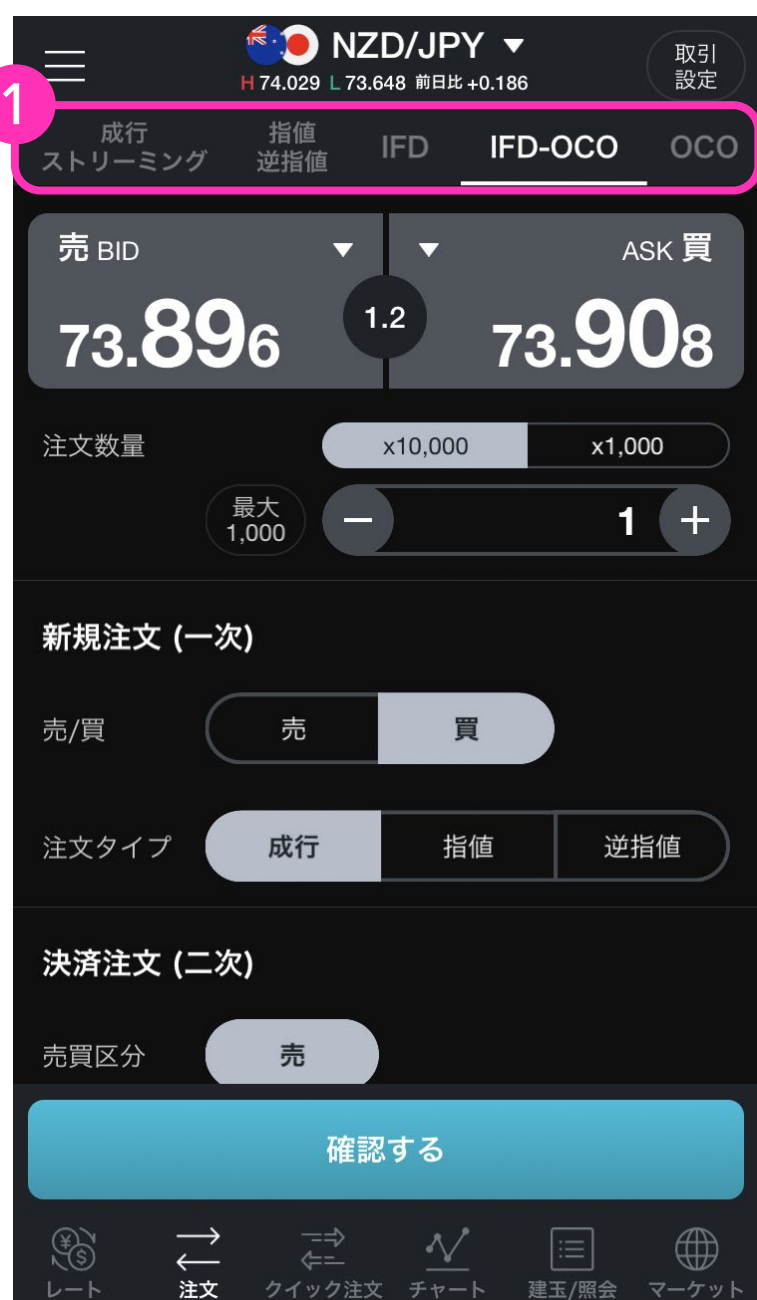 NZD/JPY ▼
H 74.029 L 73.648 前日比 +0.186
取引
設定
1
成行
ストリーミング
指値
逆指値
IFD
IFD-OCO
OCO
売 BID ▼
▼ ASK 買
73.896
1.2
73.908
注文数量
x10,000
x1,000
最大
1,000
− 1 +
新規注文 (一次)
売/買
売
買
注文タイプ
成行
指値
逆指値
決済注文 (二次)
売買区分
売
確認する
レート
注文
クイック注文
チャート
建玉/照会
マーケット